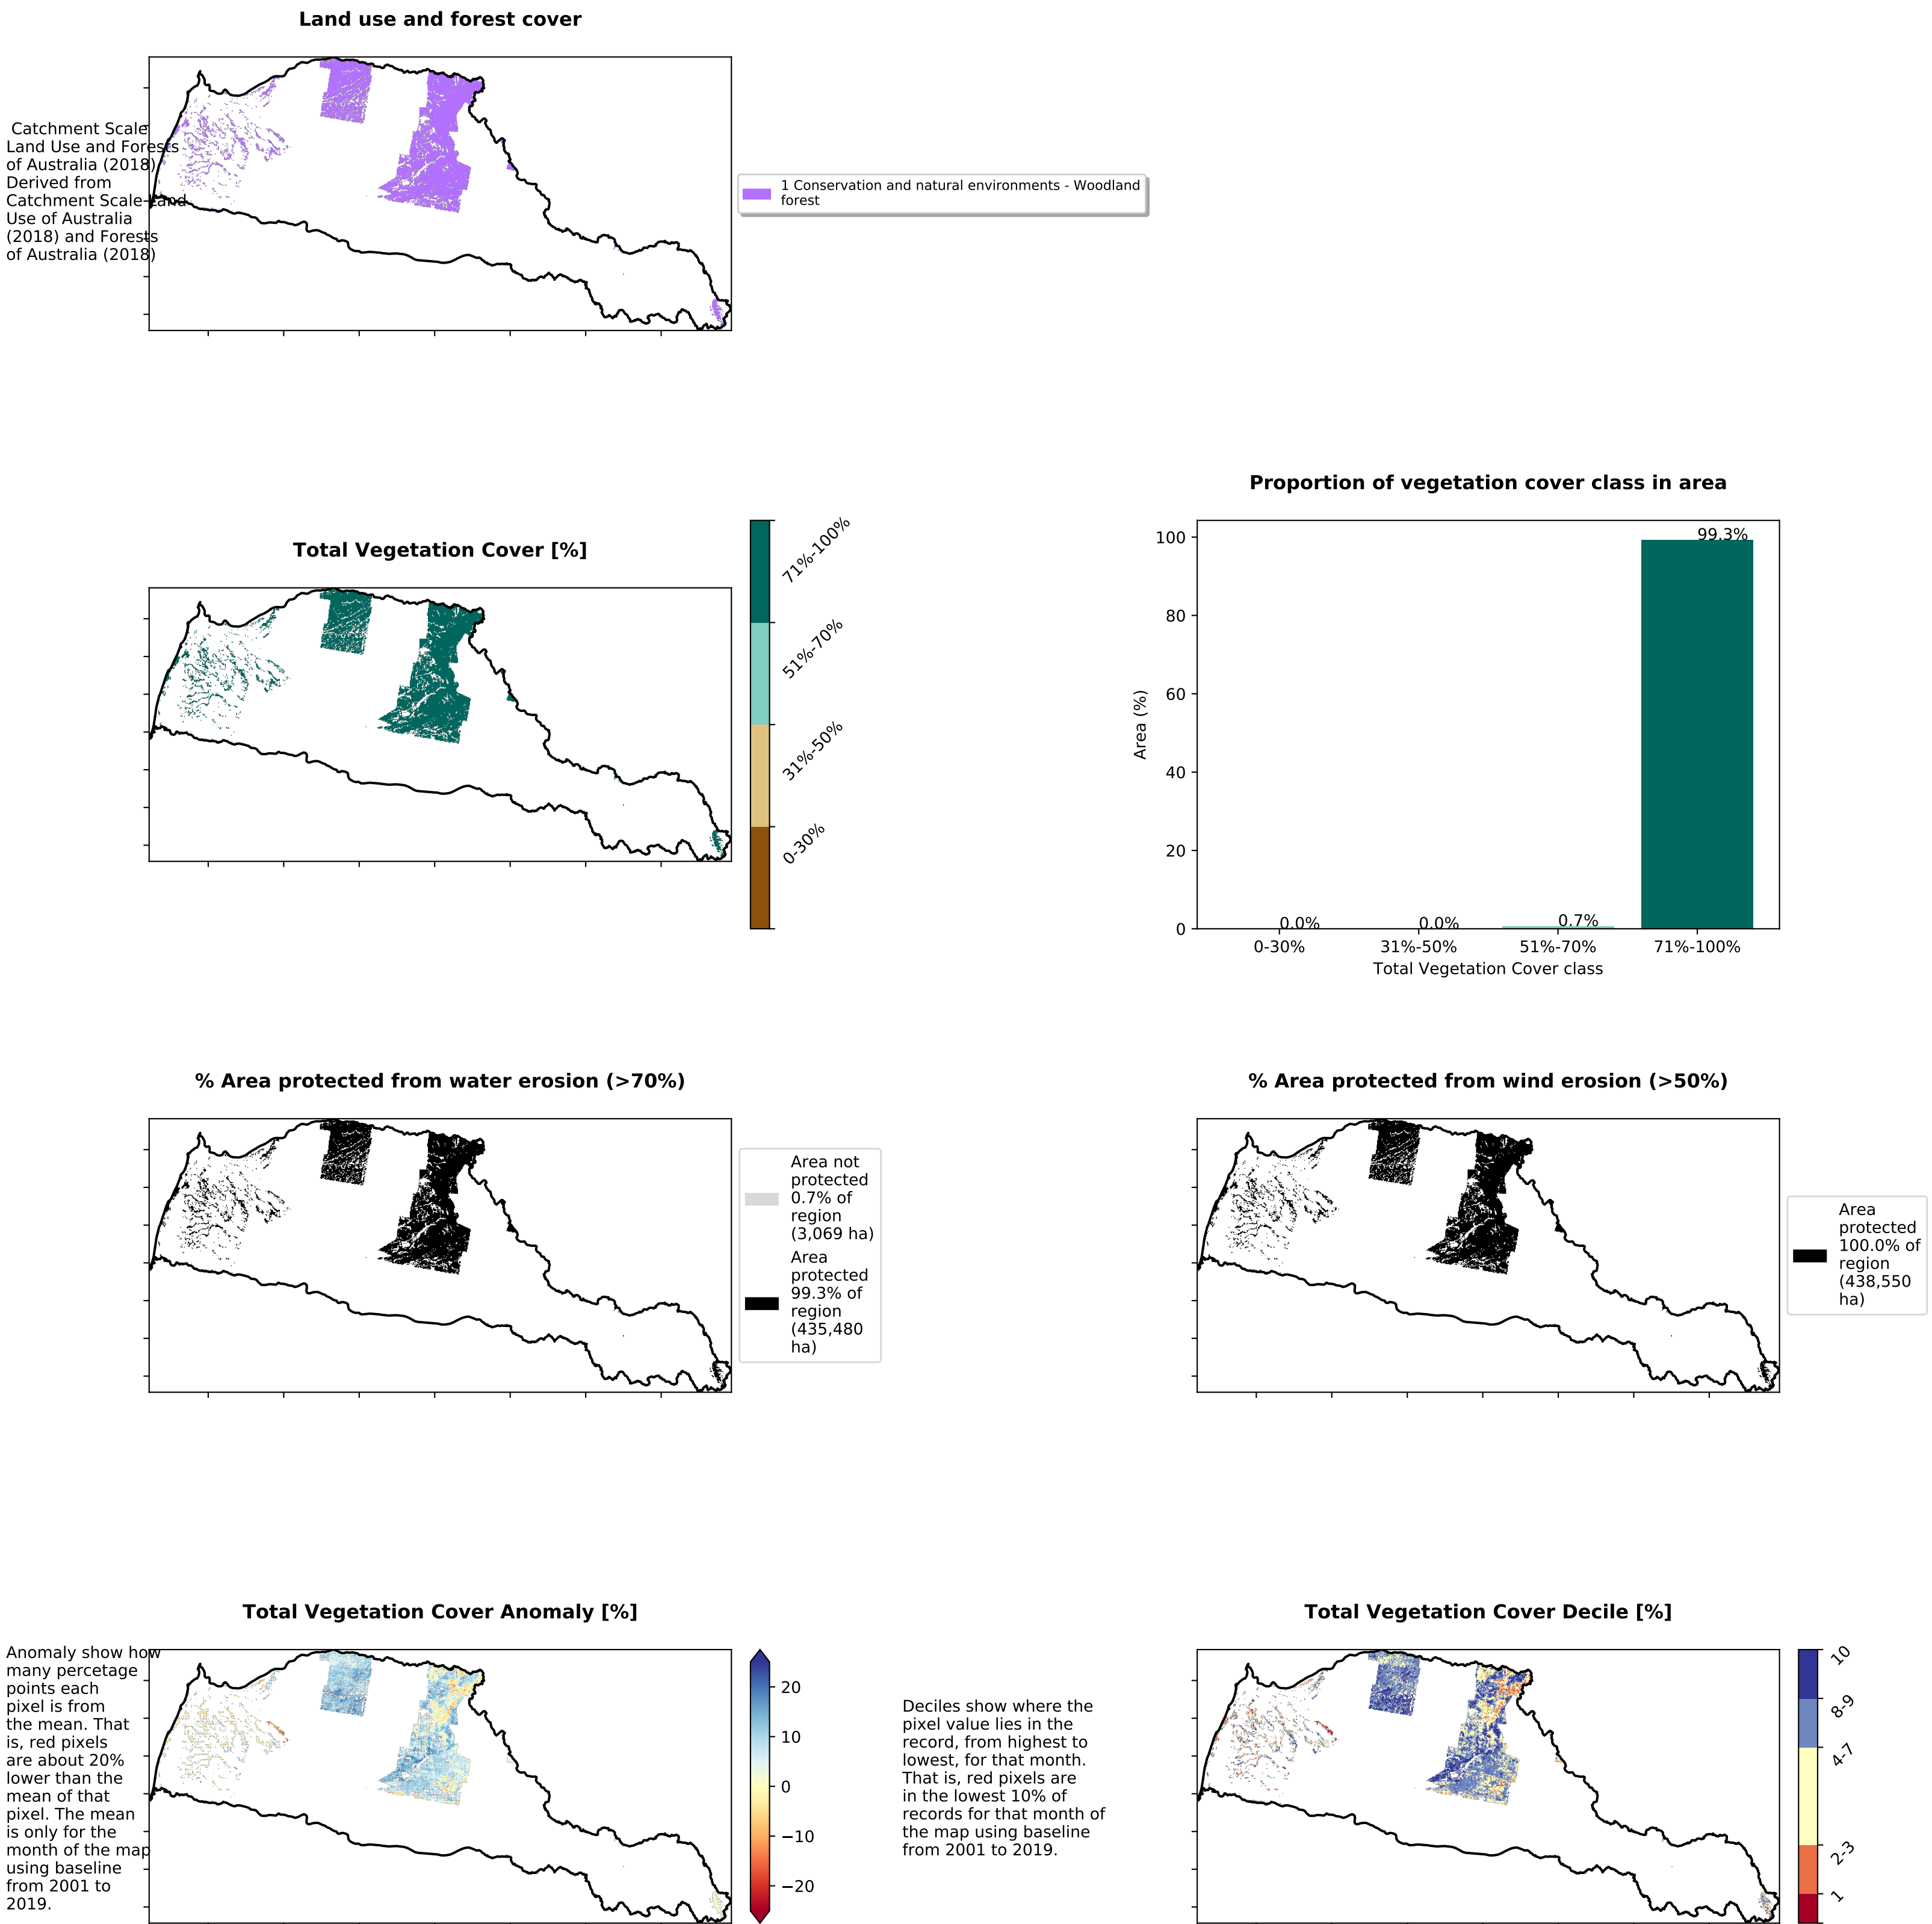 Land use and forest cover
Catchment Scale
Land Use and Forests
of Australia (2018)
Derived from
Catchment Scale Land
Use of Australia
(2018) and Forests
of Australia (2018)
1 Conservation and natural environments - Woodland
forest
Total Vegetation Cover [%]
71%-100%
51%-70%
31%-50%
0-30%
Proportion of vegetation cover class in area
Area (%)
100
80
60
40
20
0
0.0%
0.0%
0.7%
99.3%
0-30%
31%-50%
51%-70%
71%-100%
Total Vegetation Cover class
% Area protected from water erosion (>70%)
Area not
protected
0.7% of
region
(3,069 ha)
Area
protected
99.3% of
region
(435,480
ha)
% Area protected from wind erosion (>50%)
Area
protected
100.0% of
region
(438,550
ha)
Total Vegetation Cover Anomaly [%]
Anomaly show how
many percetage
points each
pixel is from
the mean. That
is, red pixels
are about 20%
lower than the
mean of that
pixel. The mean
is only for the
month of the map
using baseline
from 2001 to
2019.
20
10
0
−10
−20
Total Vegetation Cover Decile [%]
Deciles show where the
pixel value lies in the
record, from highest to
lowest, for that month.
That is, red pixels are
in the lowest 10% of
records for that month of
the map using baseline
from 2001 to 2019.
10
8-9
4-7
2-3
1